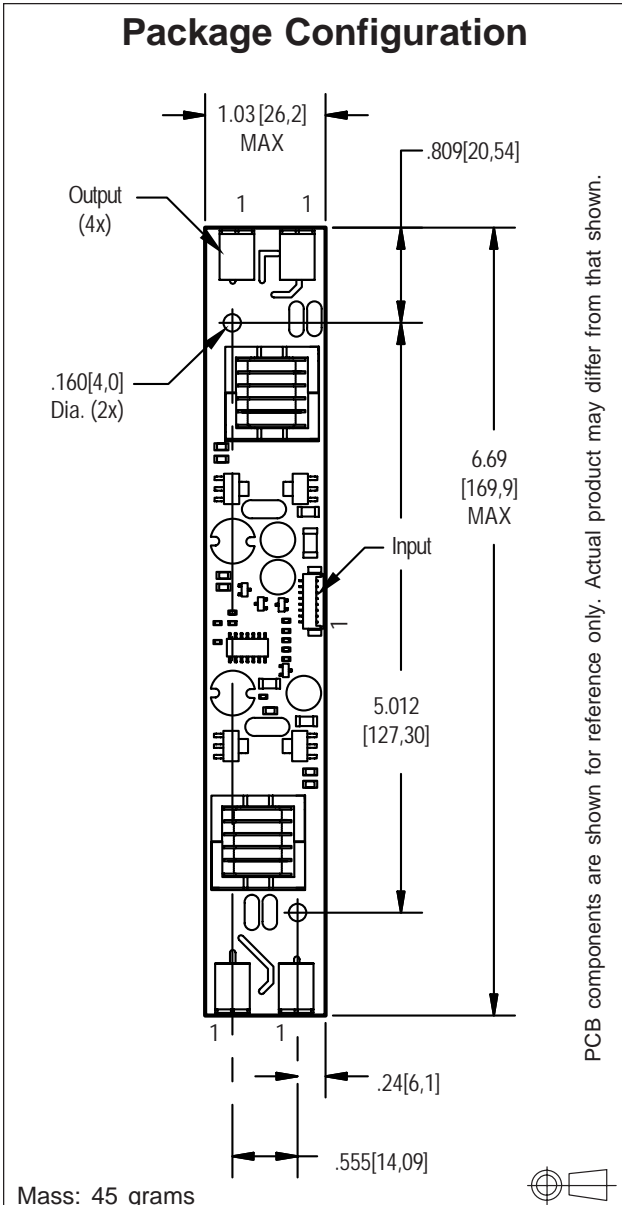 Package Configuration
1.03 [26,2]
MAX
.809[20,54]
Output
(4x)
1
1
.160[4,0]
Dia. (2x)
6.69
[169,9]
MAX
Input
1
5.012
[127,30]
PCB components are shown for reference only. Actual product may differ from that shown.
1
1
.24[6,1]
.555[14,09]
Mass: 45 grams